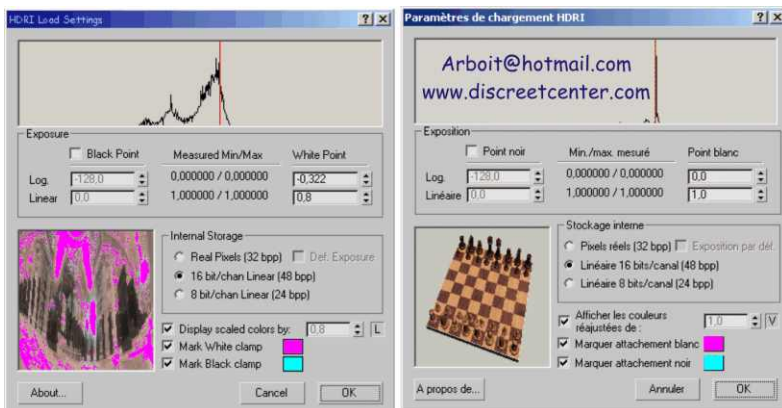 HDRI Load Settings
Exposure
Black Point Measured Min/Max White Point
Log. -128,0 0,000000 / 0,000000 -0,322
Linear 0,0 1,000000 / 1,000000 0,8
Internal Storage
Real Pixels (32 bpp) Def. Exposure
16 bit/chan Linear (48 bpp)
8 bit/chan Linear (24 bpp)
Display scaled colors by: 0,8 L
Mark White clamp
Mark Black clamp
About... Cancel OK
Paramètres de chargement HDRI
Arboit@hotmail.com
www.discreetcenter.com
Exposition
Point noir Min./max. mesuré Point blanc
Log. -128,0 0,000000 / 0,000000 0,0
Linéaire 0,0 1,000000 / 1,000000 1,0
Stockage interne
Pixels réels (32 bpp) Exposition par déf.
Linéaire 16 bits/canal (48 bpp)
Linéaire 8 bits/canal (24 bpp)
Afficher les couleurs
réajustées de : 1,0 V
Marquer attachement blanc
Marquer attachement noir
A propos de... Annuler OK